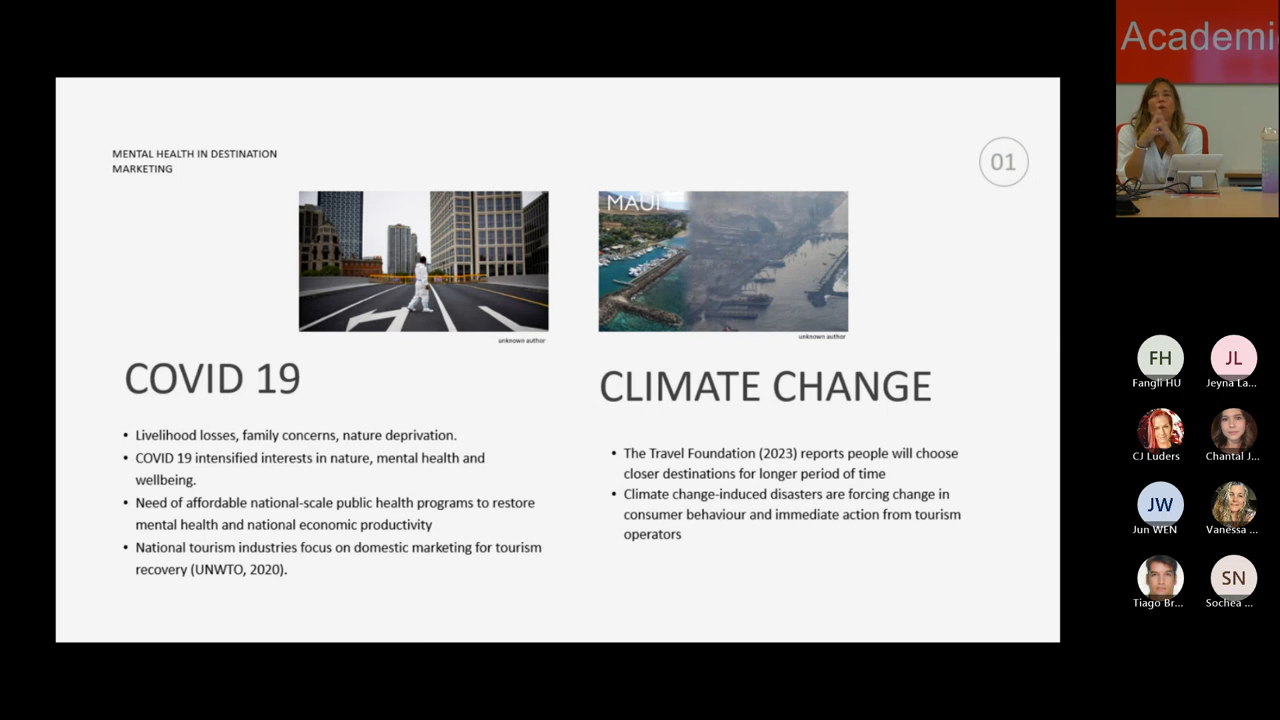 Academi
MENTAL HEALTH IN DESTINATION
MARKETING
01
MAUI
unknown author
unknown author
COVID 19
CLIMATE CHANGE
• Livelihood losses, family concerns, nature deprivation.
• COVID 19 intensified interests in nature, mental health and
wellbeing.
• Need of affordable national-scale public health programs to restore
mental health and national economic productivity
• National tourism industries focus on domestic marketing for tourism
recovery (UNWTO, 2020).
• The Travel Foundation (2023) reports people will choose
closer destinations for longer period of time
• Climate change-induced disasters are forcing change in
consumer behaviour and immediate action from tourism
operators
FH
JL
Fangli HU
Jeyna La...
CJ Luders
Chantal J...
JW
Jun WEN
Vanessa ...
SN
Tiago Br...
Sochea ...